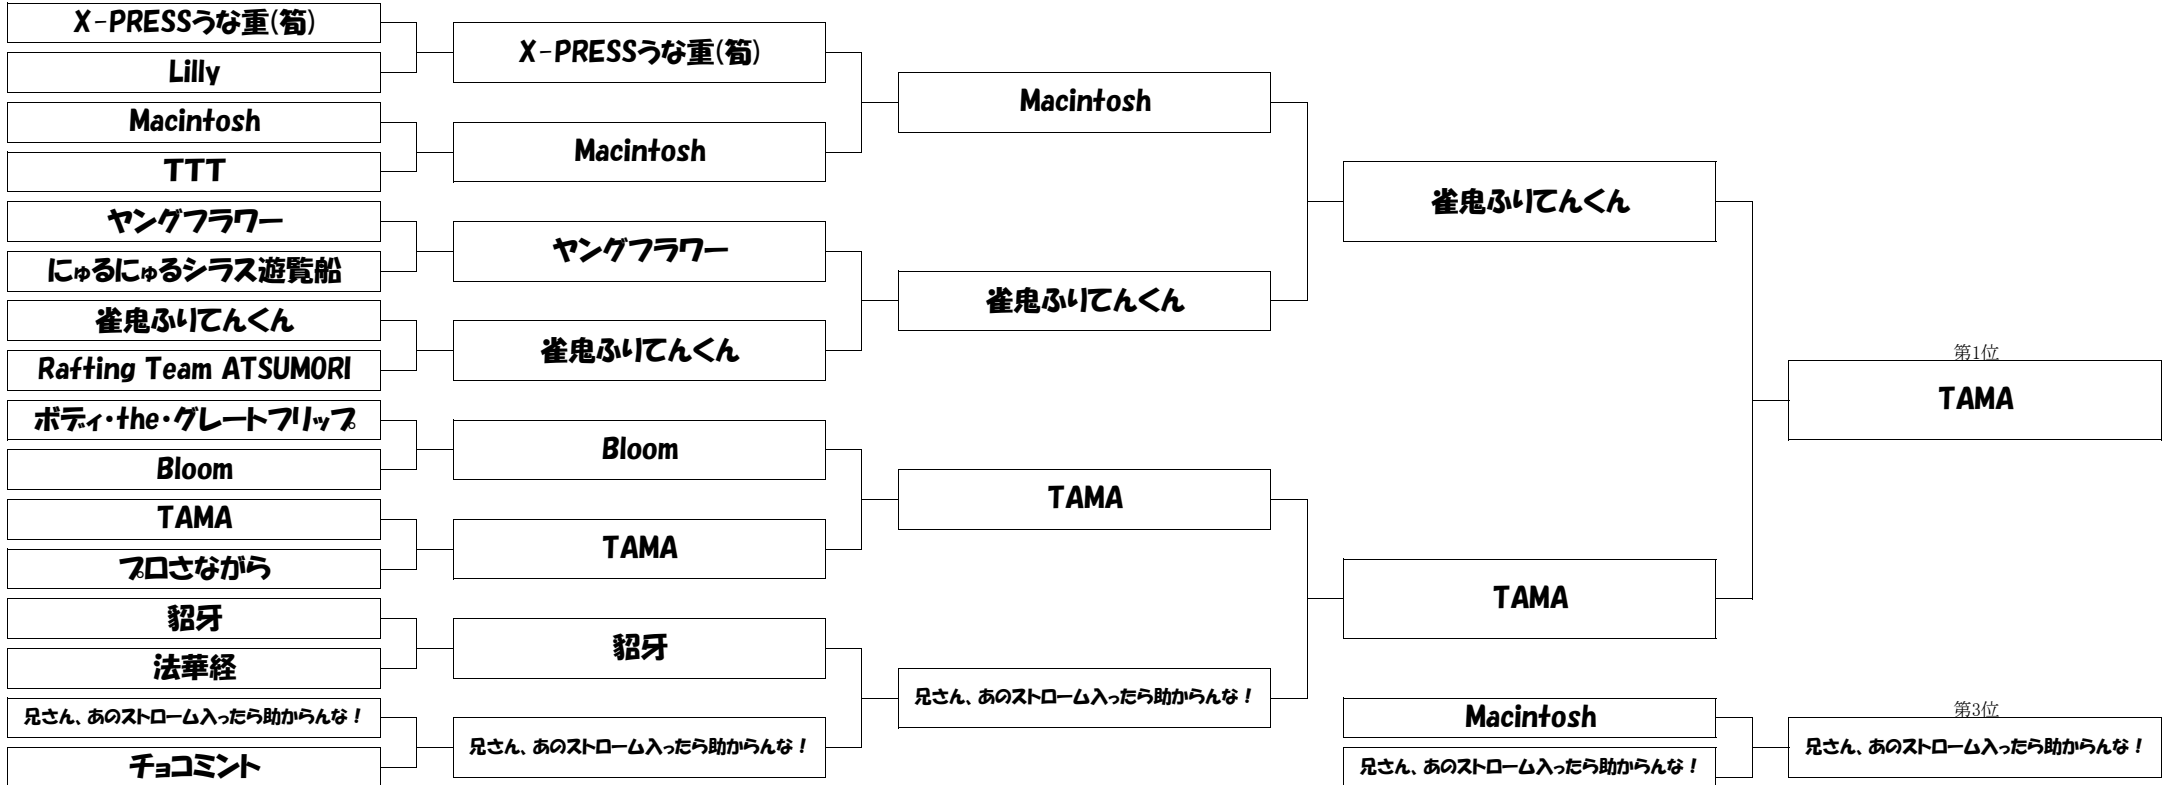 X-PRESSうな重(筍)
Lilly
Macintosh
TTT
ヤングフラワー
にゅるにゅるシラス遊覧船
雀鬼ふりてんくん
Rafting Team ATSUMORI
ボディ・the・グレートフリップ
Bloom
TAMA
プロさながら
貂牙
法華経
兄さん、あのストローム入ったら助からんな！
チョコミント
X-PRESSうな重(筍)
Macintosh
ヤングフラワー
雀鬼ふりてんくん
Bloom
TAMA
貂牙
兄さん、あのストローム入ったら助からんな！
Macintosh
雀鬼ふりてんくん
TAMA
兄さん、あのストローム入ったら助からんな！
雀鬼ふりてんくん
TAMA
第1位
TAMA
Macintosh
兄さん、あのストローム入ったら助からんな！
第3位
兄さん、あのストローム入ったら助からんな！